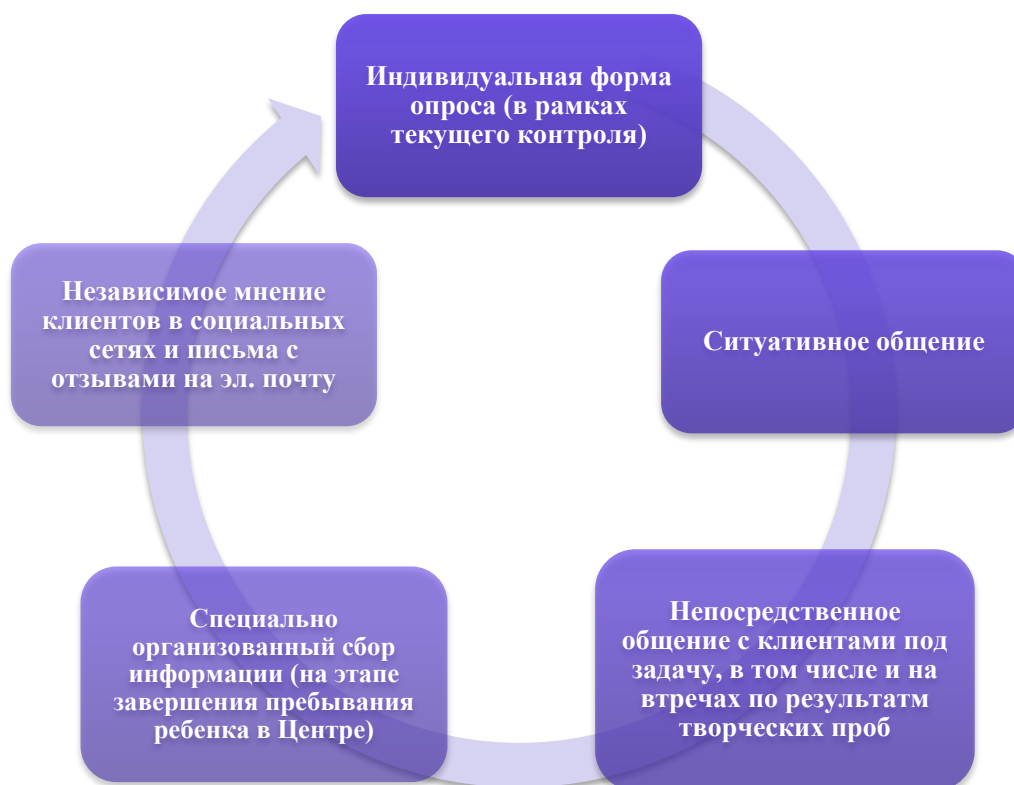 Индивидуальная форма
опроса (в рамках
текущего контроля)
Ситуативное общение
Непосредственное
общение с клиентами под
задачу, в том числе и на
втречах по результатм
творческих проб
Специально
организованный сбор
информации (на этапе
завершения пребывания
ребенка в Центре)
Независимое мнение
клиентов в социальных
сетях и письма с
отзывами на эл. почту